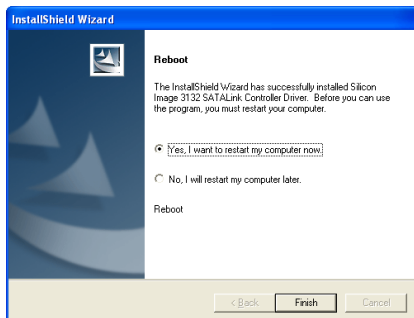 InstallShield Wizard
Reboot
The InstallShield Wizard has successfully installed Silicon
Image 3132 SATALink Controller Driver. Before you can use
the program, you must restart your computer.
Yes, I want to restart my computer now.
No, I will restart my computer later.
Reboot
< Back Finish Cancel